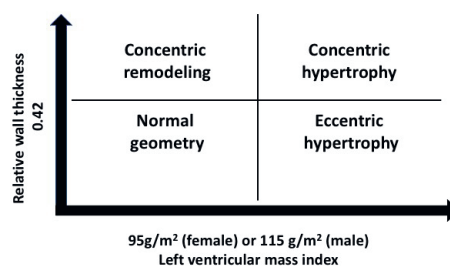 Relative wall thickness
0.42
Concentric
remodeling
Concentric
hypertrophy
Normal
geometry
Eccentric
hypertrophy
95g/m² (female) or 115 g/m² (male)
Left ventricular mass index